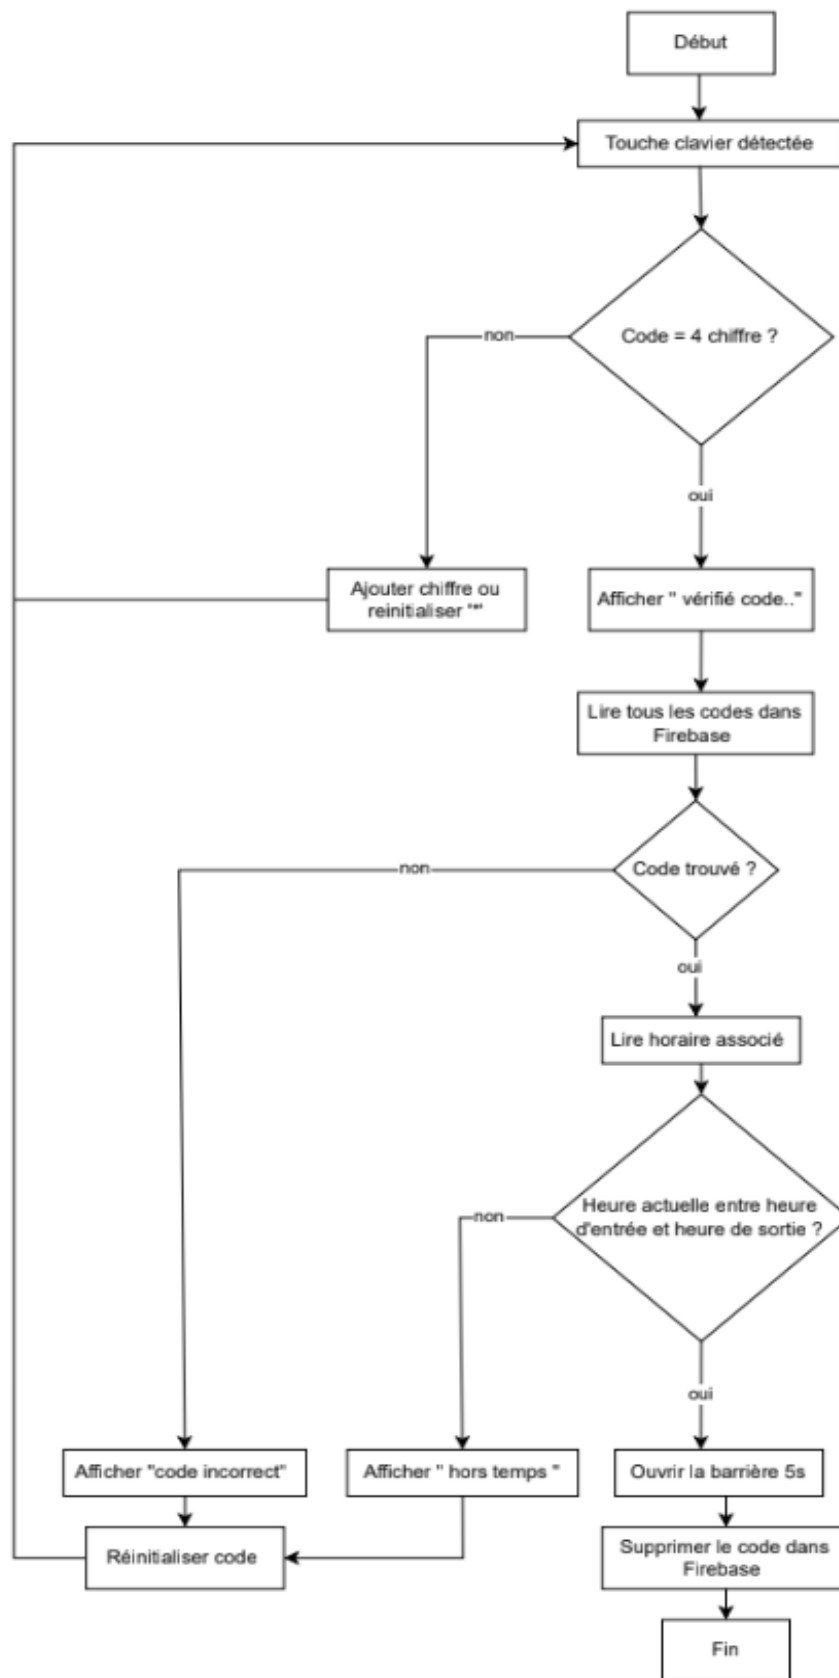 Début
Touche clavier détectée
Code = 4 chiffre ?
non
oui
Ajouter chiffre ou
reinitialiser '*'
Afficher " vérifié code.."
Lire tous les codes dans
Firebase
Code trouvé ?
non
oui
Lire horaire associé
Heure actuelle entre heure
d'entrée et heure de sortie ?
non
oui
Afficher "code incorrect"
Afficher " hors temps "
Ouvrir la barrière 5s
Réinitialiser code
Supprimer le code dans
Firebase
Fin